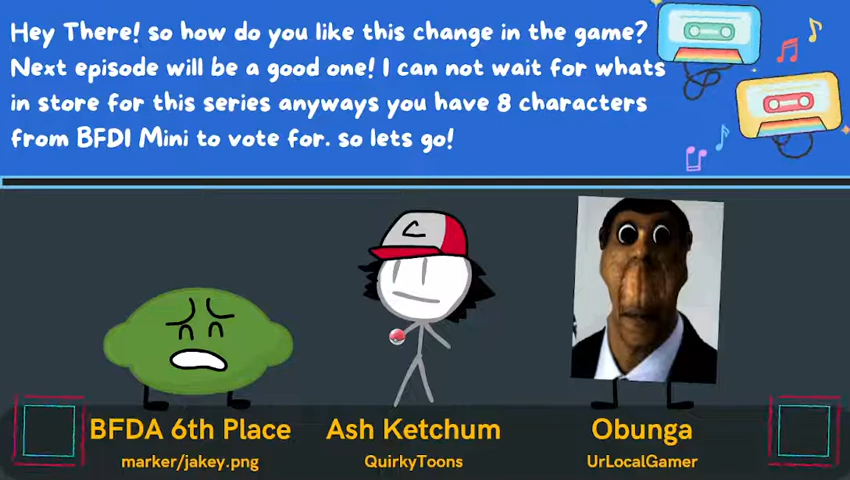 Hey There! so how do you like this change in the game?
Next episode will be a good one! I can not wait for whats
in store for this series anyways you have 8 characters
from BFDI Mini to vote for. so lets go!
BFDA 6th Place
Ash Ketchum
Obunga
marker/jakey.png
QuirkyToons
UrLocalGamer